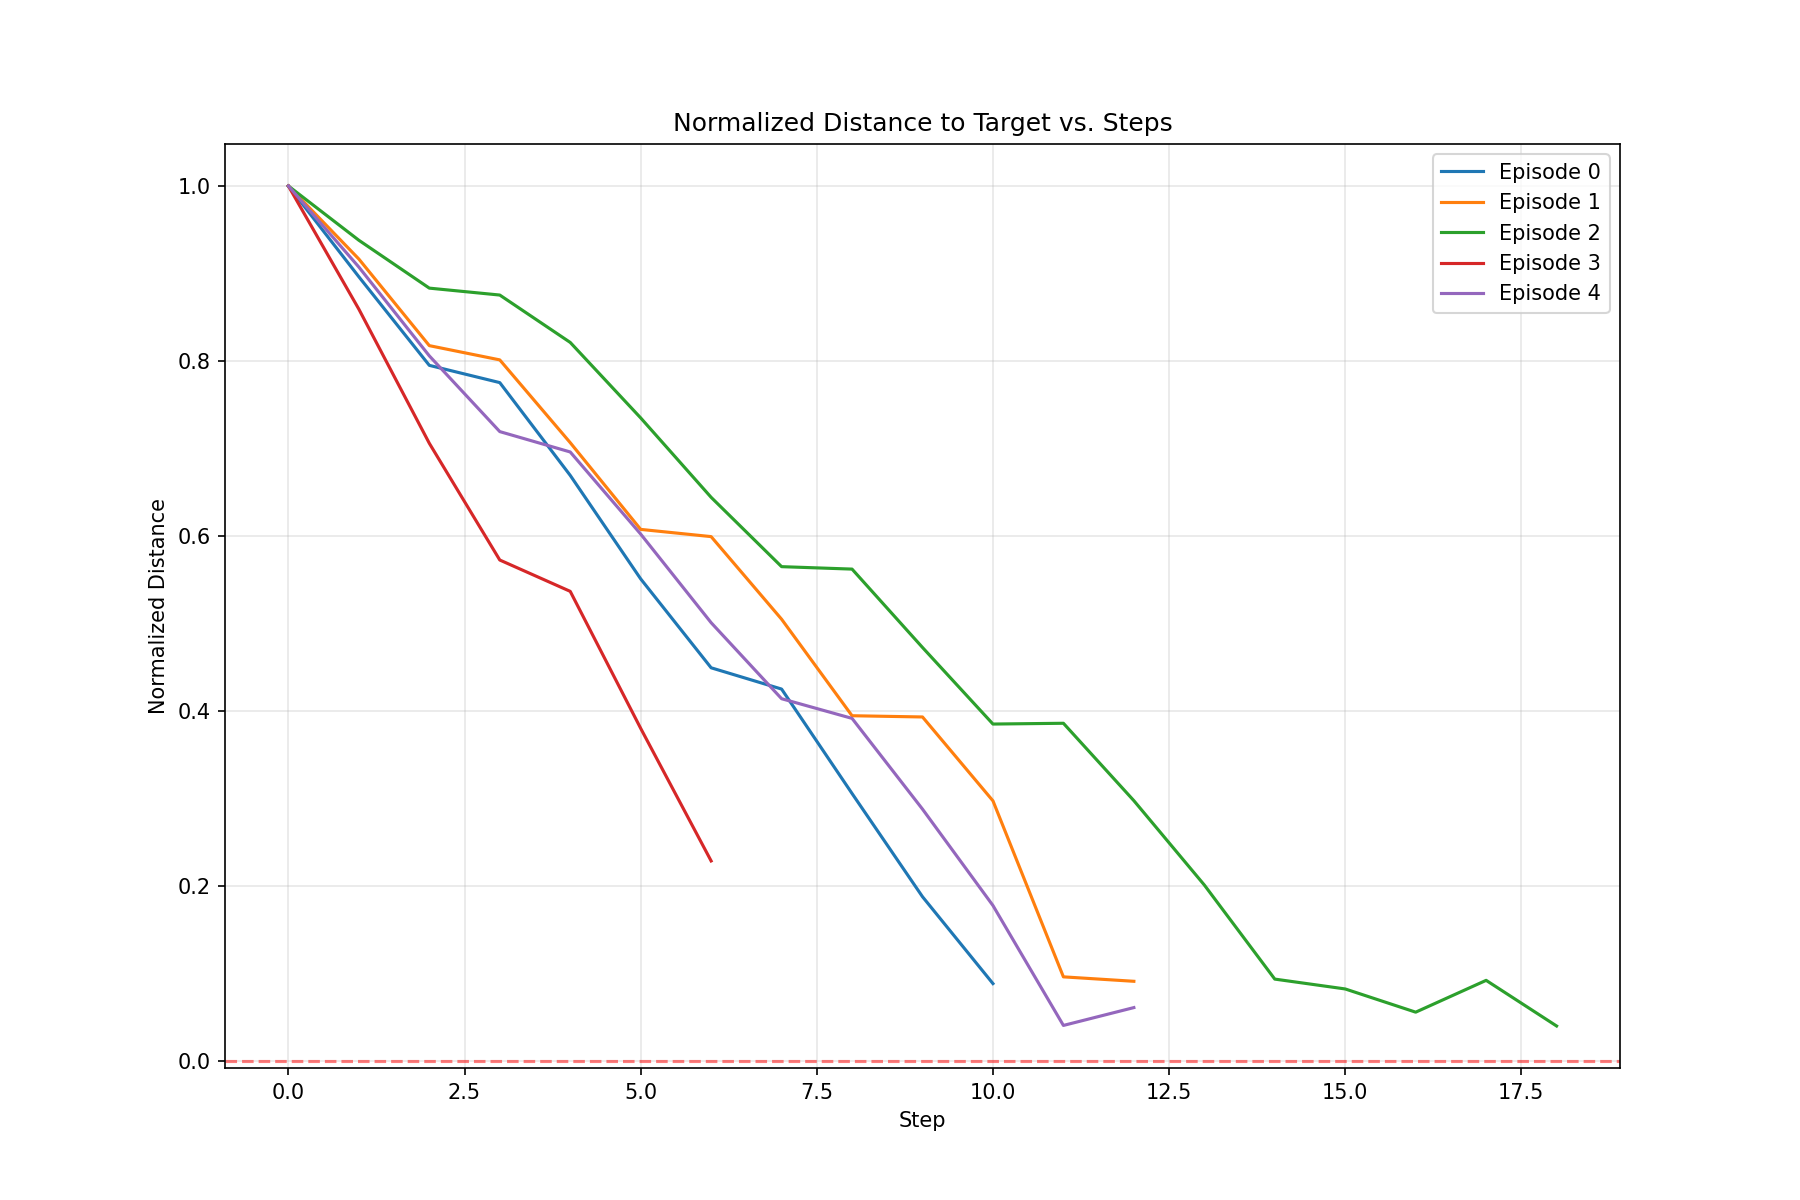 Normalized Distance to Target vs. Steps
Episode 0
Episode 1
Episode 2
Episode 3
Episode 4
Normalized Distance
1.0
0.8
0.6
0.4
0.2
0.0
0.0 2.5 5.0 7.5 10.0 12.5 15.0 17.5
Step